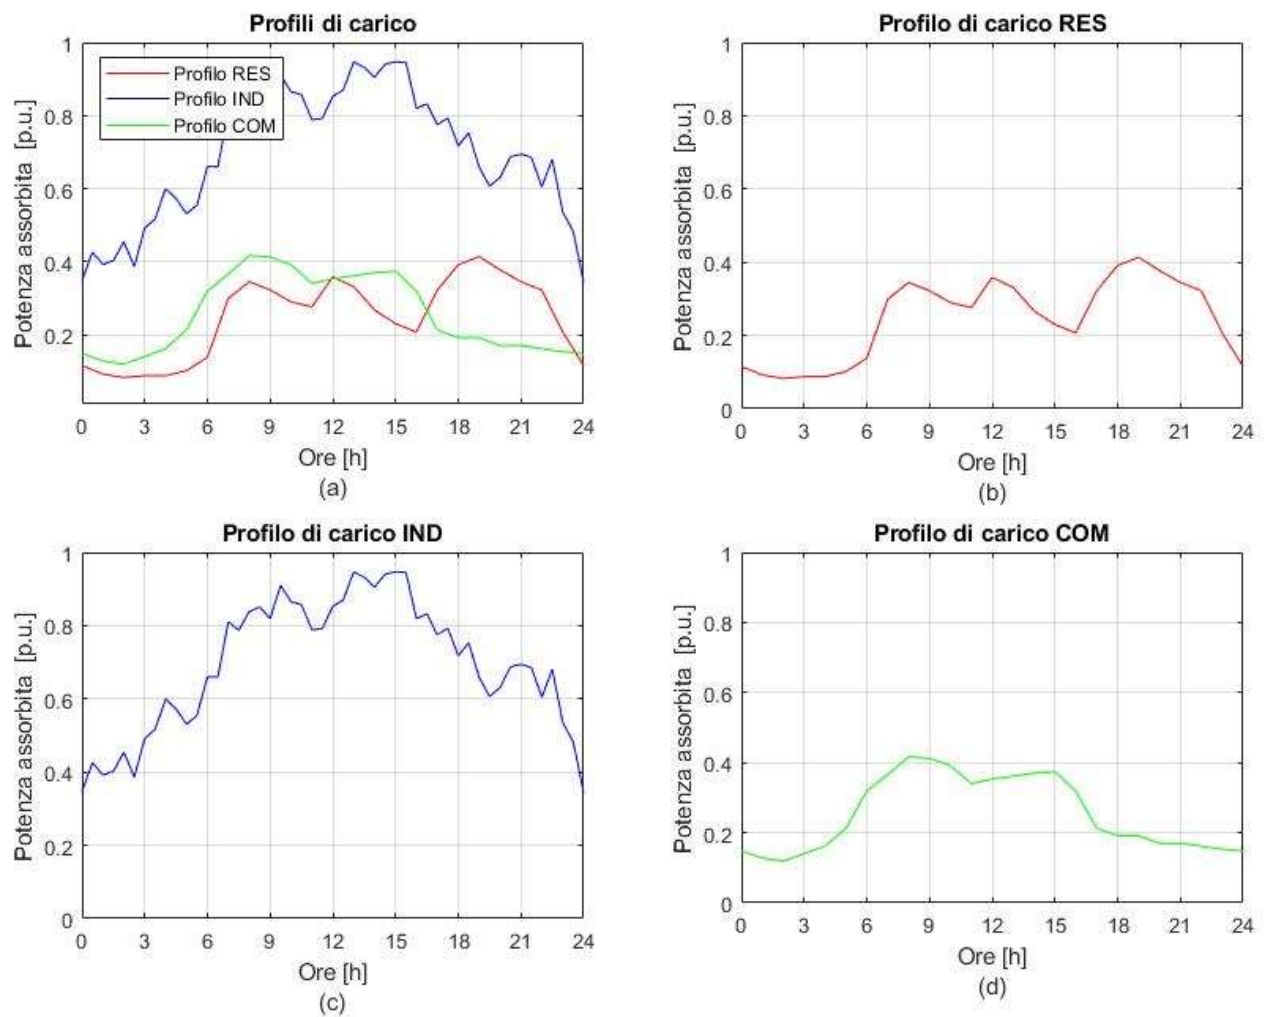 Profili di carico
Potenza assorbita [p.u.]
1
0.8
0.6
0.4
0.2
Profilo RES
Profilo IND
Profilo COM
0 3 6 9 12 15 18 21 24
Ore [h]
(a)
Profilo di carico RES
Potenza assorbita [p.u.]
1
0.8
0.6
0.4
0.2
0
0 3 6 9 12 15 18 21 24
Ore [h]
(b)
Profilo di carico IND
Potenza assorbita [p.u.]
1
0.8
0.6
0.4
0.2
0
0 3 6 9 12 15 18 21 24
Ore [h]
(c)
Profilo di carico COM
Potenza assorbita [p.u.]
1
0.8
0.6
0.4
0.2
0
0 3 6 9 12 15 18 21 24
Ore [h]
(d)